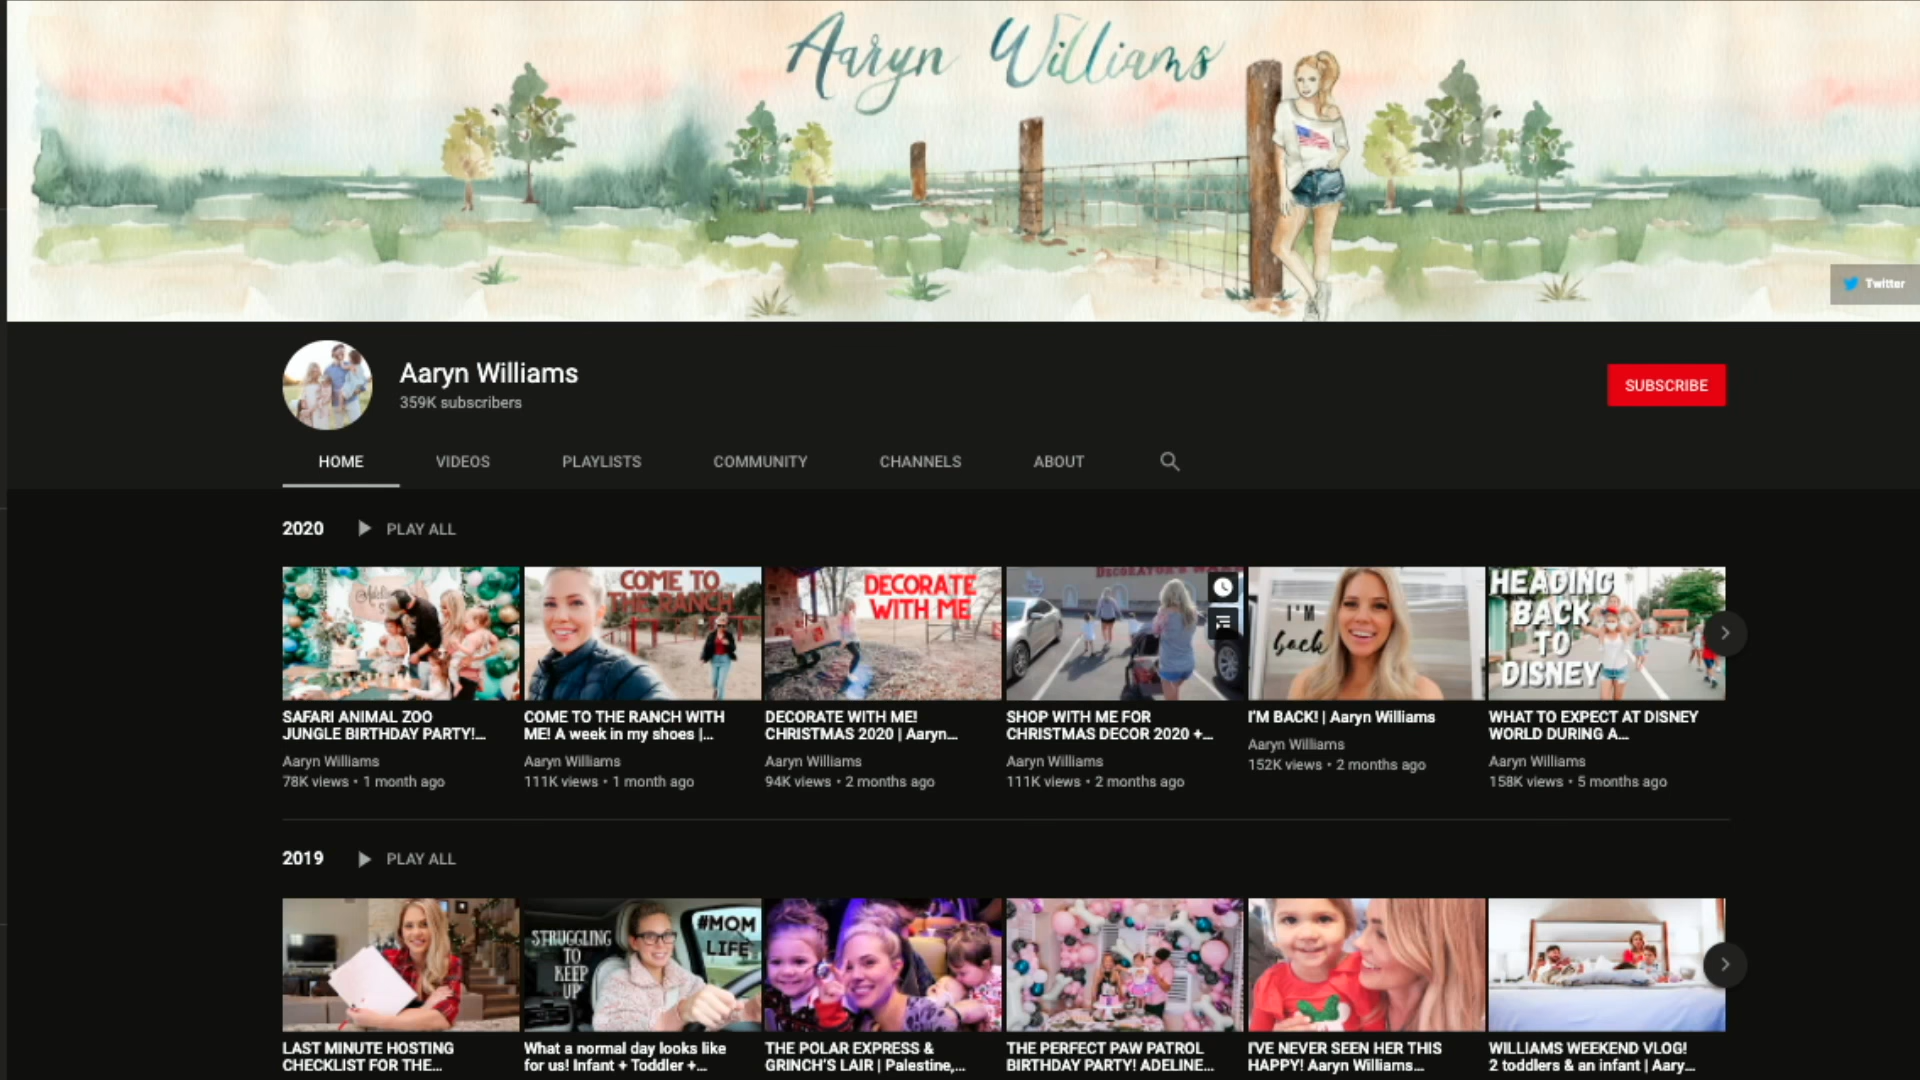 Aaryn Williams
Twitter
Aaryn Williams
359K subscribers
SUBSCRIBE
HOME VIDEOS PLAYLISTS COMMUNITY CHANNELS ABOUT
2020 PLAY ALL
COME TO
THE RANCH
DECORATE
WITH ME
I'M
back
HEADING
BACK
TO
DISNEY
SAFARI ANIMAL ZOO
JUNGLE BIRTHDAY PARTY!...
Aaryn Williams
78K views • 1 month ago
COME TO THE RANCH WITH
ME! A week in my shoes |...
Aaryn Williams
111K views • 1 month ago
DECORATE WITH ME!
CHRISTMAS 2020 | Aaryn...
Aaryn Williams
94K views • 2 months ago
SHOP WITH ME FOR
CHRISTMAS DECOR 2020 +...
Aaryn Williams
111K views • 2 months ago
I'M BACK! | Aaryn Williams
Aaryn Williams
152K views • 2 months ago
WHAT TO EXPECT AT DISNEY
WORLD DURING A...
Aaryn Williams
158K views • 5 months ago
2019 PLAY ALL
STRUGGLING
TO
KEEP
UP
#MOM
LIFE
LAST MINUTE HOSTING
CHECKLIST FOR THE...
What a normal day looks like
for us! Infant + Toddler +...
THE POLAR EXPRESS &
GRINCH'S LAIR | Palestine,...
THE PERFECT PAW PATROL
BIRTHDAY PARTY! ADELINE...
I'VE NEVER SEEN HER THIS
HAPPY! Aaryn Williams...
WILLIAMS WEEKEND VLOG!
2 toddlers & an infant | Aary...